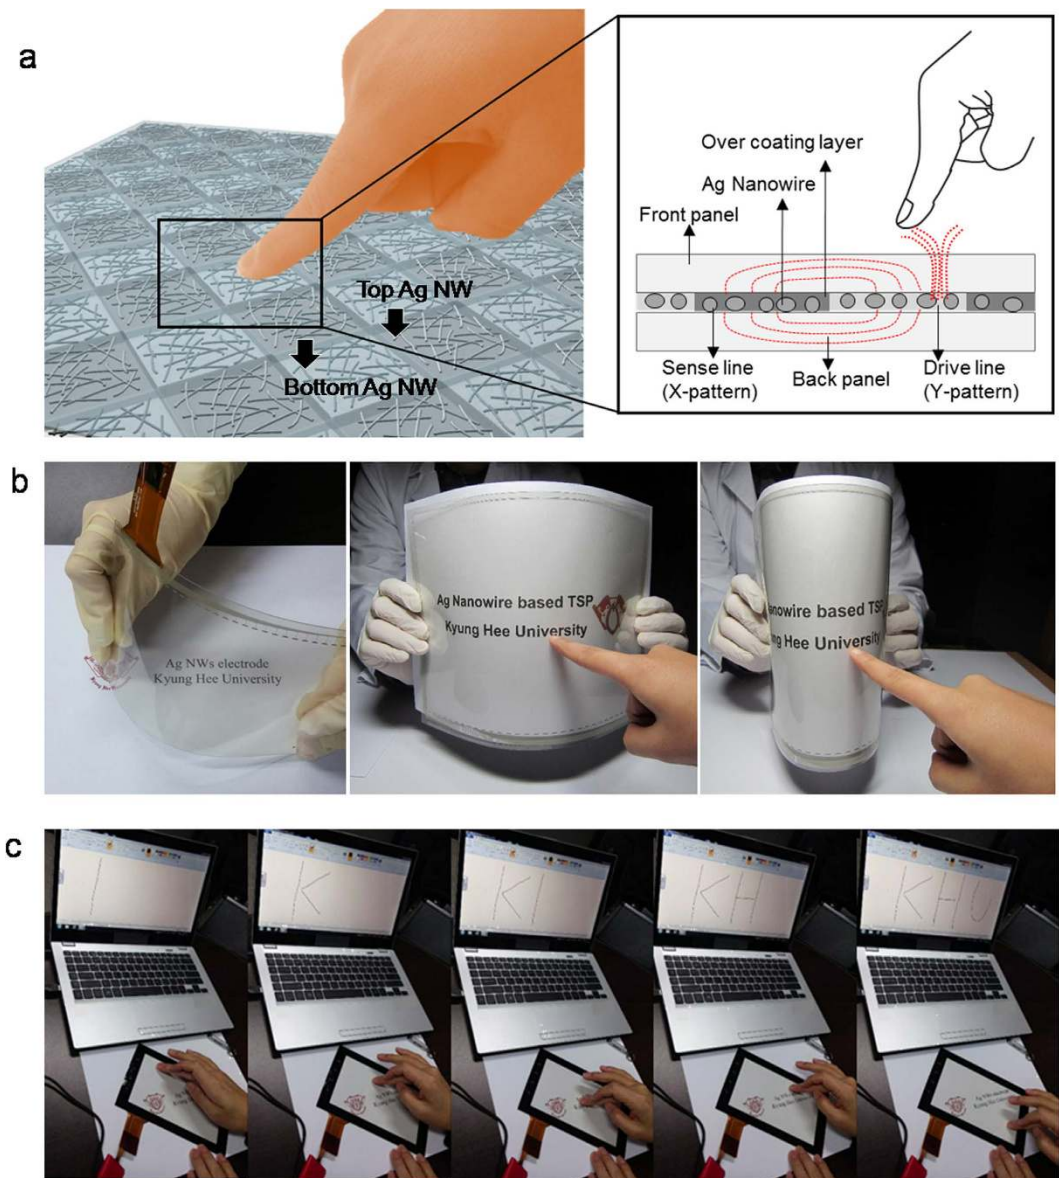 a
Top Ag NW
Bottom Ag NW
Over coating layer
Ag Nanowire
Front panel
Sense line
(X-pattern)
Back panel
Drive line
(Y-pattern)
b
Ag NWs electrode
Kyung Hee University
Ag Nanowire based TSP
Kyung Hee University
anowire based TSP
ng Hee University
c
K
K I
K H
K H U